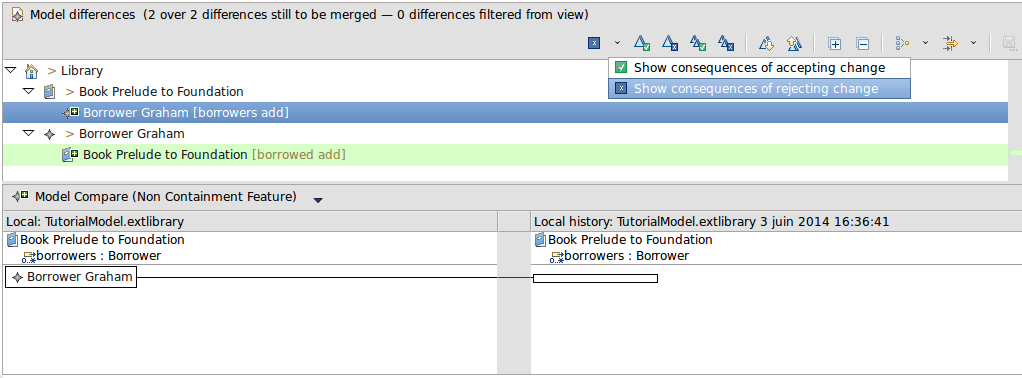 Model differences (2 over 2 differences still to be merged — 0 differences filtered from view)
Show consequences of accepting change
Show consequences of rejecting change
> Library
> Book Prelude to Foundation
Borrower Graham [borrowers add]
> Borrower Graham
Book Prelude to Foundation [borrowed add]
Model Compare (Non Containment Feature)
Local: TutorialModel.extlibrary
Local history: TutorialModel.extlibrary 3 juin 2014 16:36:41
Book Prelude to Foundation
Book Prelude to Foundation
borrowers : Borrower
borrowers : Borrower
Borrower Graham